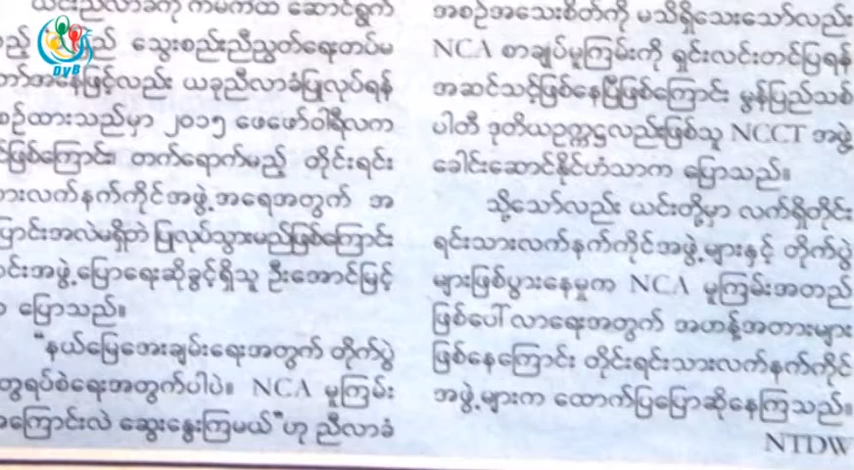 ယင်းညီလာခံကို ကမကထ ဆောင်ရွက်
သွေးစည်းညီညွတ်ရေးတပ်မ
DVB
တော်အနေဖြင့်လည်း ယခုညီလာခံပြုလုပ်ရန်
စဉ်ထားသည်မှာ ၂၀၁၅ ဖေဖော်ဝါရီလက
ဖြစ်ကြောင်း၊ တက်ရောက်မည့် တိုင်းရင်း
သားလက်နက်ကိုင်အဖွဲ့အရေအတွက် အ
ပြောင်းအလဲမရှိဘဲ ပြုလုပ်သွားမည်ဖြစ်ကြောင်း
င်းအဖွဲ့ပြောရေးဆိုခွင့်ရှိသူ ဦးအောင်မြင့်
ပြောသည်။
“နယ်မြေအေးချမ်းရေးအတွက် တိုက်ပွဲ
တွေရပ်စဲရေးအတွက်ပါပဲ။ NCA မူကြမ်း
အကြောင်းလဲ ဆွေးနွေးကြမယ်”ဟု ညီလာခံ
အစဉ်အသေးစိတ်ကို မသိရှိသေးသော်လည်း
NCA စာချုပ်မူကြမ်းကို ရှင်းလင်းတင်ပြရန်
အဆင်သင့်ဖြစ်နေပြီဖြစ်ကြောင်း မွန်ပြည်သစ်
ပါတီ ဒုတိယဥက္ကဋ္ဌလည်းဖြစ်သူ NCCT အဖွဲ့
ခေါင်းဆောင်နိုင်ဟံသာက ပြောသည်။
သို့သော်လည်း ယင်းတို့မှာ လက်ရှိတိုင်း
ရင်းသားလက်နက်ကိုင်အဖွဲ့များနှင့် တိုက်ပွဲ
များဖြစ်ပွားနေမှုက NCA မူကြမ်းအတည်
ဖြစ်ပေါ်လာရေးအတွက် အဟန့်အတားများ
ဖြစ်နေကြောင်း တိုင်းရင်းသားလက်နက်ကိုင်
အဖွဲ့များက ထောက်ပြပြောဆိုနေကြသည်။
NTDW